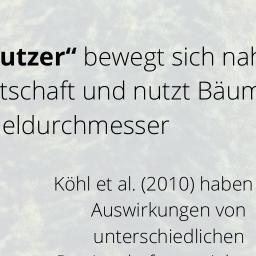 utzer“ bewegt sich nah
tschaft und nutzt Bäum
eldurchmesser
Köhl et al. (2010) haben
Auswirkungen von
unterschiedlichen